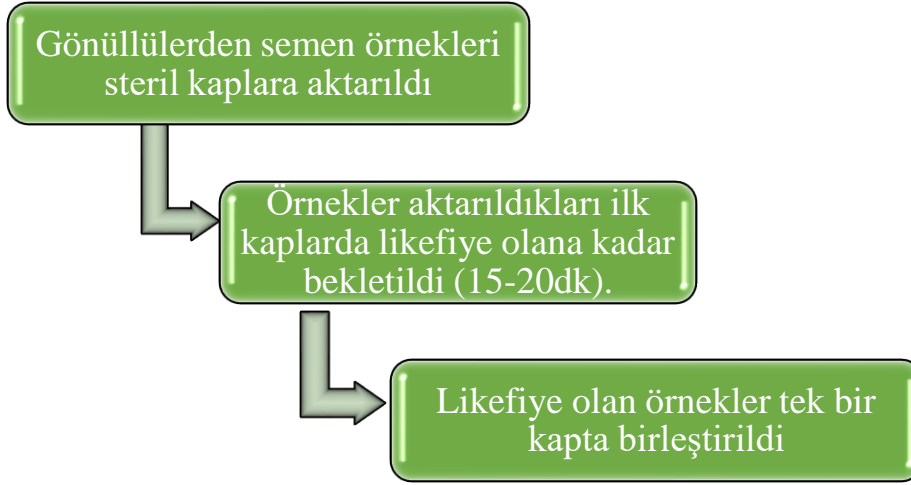 Gönüllülerden semen örnekleri
steril kaplara aktarıldı
Örnekler aktarıldıkları ilk
kaplarda likefiye olana kadar
bekletildi (15-20dk).
Likefiye olan örnekler tek bir
kapta birleştirildi